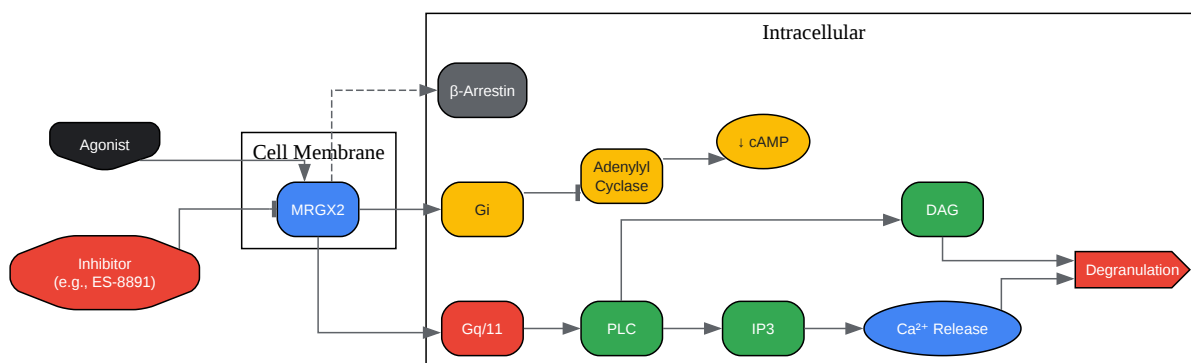 Intracellular
β-Arrestin
Agonist
Cell Membrane
↓ cAMP
Adenylyl
Cyclase
MRGX2
Gi
DAG
Inhibitor
(e.g., ES-8891)
Degranulation
Gq/11
PLC
IP3
Ca²⁺ Release